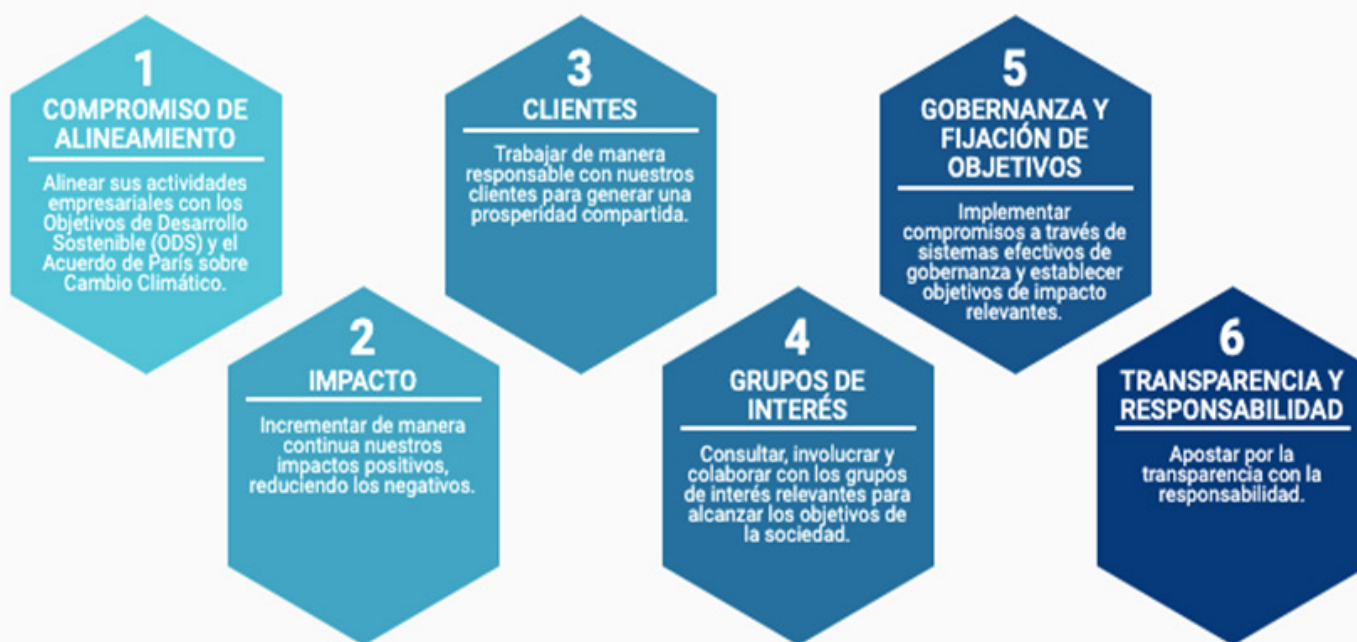 1
COMPROMISO DE
ALINEAMIENTO
Alinear sus actividades
empresariales con los
Objetivos de Desarrollo
Sostenible (ODS) y el
Acuerdo de París sobre
Cambio Climático.
2
IMPACTO
Incrementar de manera
continua nuestros
impactos positivos,
reduciendo los negativos.
3
CLIENTES
Trabajar de manera
responsable con nuestros
clientes para generar una
prosperidad compartida.
4
GRUPOS DE
INTERÉS
Consultar, involucrar y
colaborar con los grupos
de interés relevantes para
alcanzar los objetivos de
la sociedad.
5
GOBERNANZA Y
FIJACIÓN DE
OBJETIVOS
Implementar
compromisos a través de
sistemas efectivos de
gobernanza y establecer
objetivos de impacto
relevantes.
6
TRANSPARENCIA Y
RESPONSABILIDAD
Apostar por la
transparencia con la
responsabilidad.